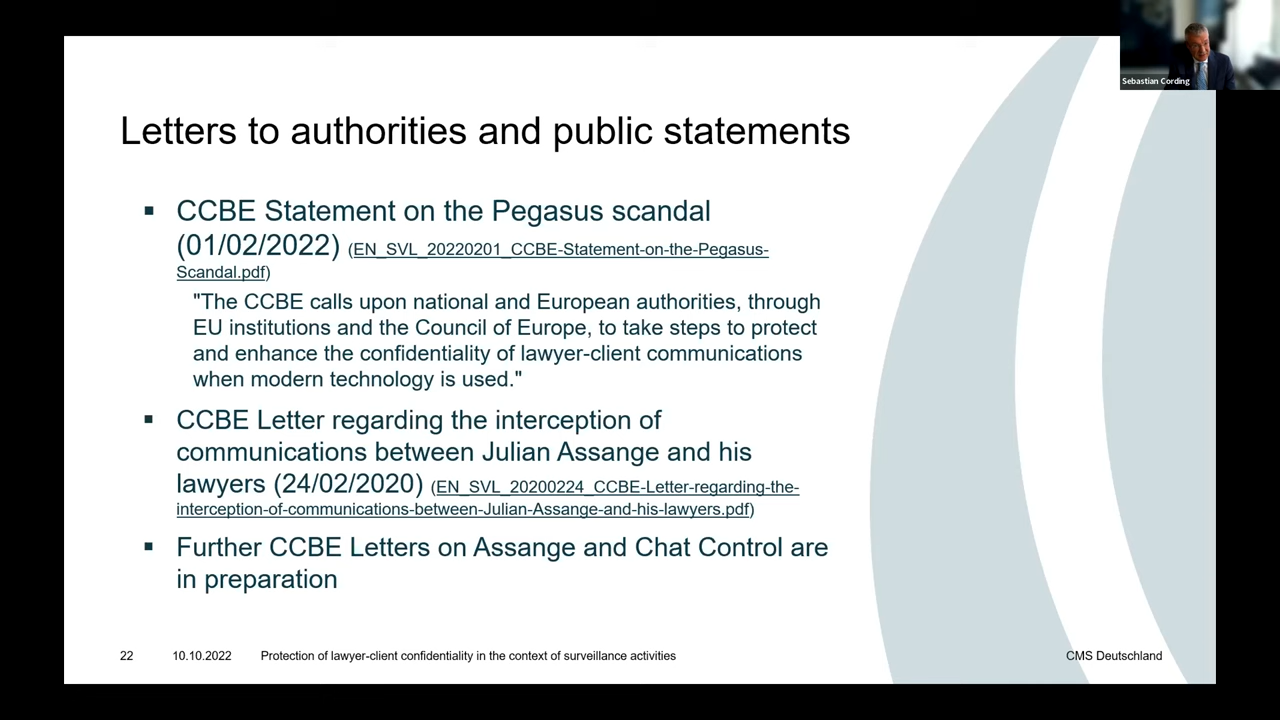 Sebastian Cording
Letters to authorities and public statements
▪ CCBE Statement on the Pegasus scandal
(01/02/2022) (EN_SVL_20220201_CCBE-Statement-on-the-Pegasus-
Scandal.pdf)
"The CCBE calls upon national and European authorities, through
EU institutions and the Council of Europe, to take steps to protect
and enhance the confidentiality of lawyer-client communications
when modern technology is used."
▪ CCBE Letter regarding the interception of
communications between Julian Assange and his
lawyers (24/02/2020) (EN_SVL_20200224_CCBE-Letter-regarding-the-
interception-of-communications-between-Julian-Assange-and-his-lawyers.pdf)
▪ Further CCBE Letters on Assange and Chat Control are
in preparation
22 10.10.2022 Protection of lawyer-client confidentiality in the context of surveillance activities CMS Deutschland